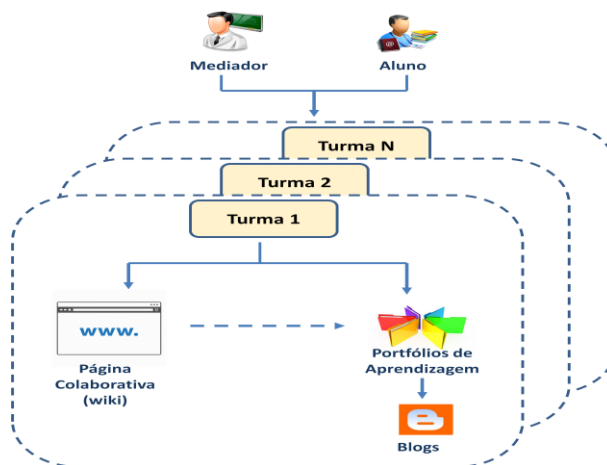 Mediador
Aluno
Turma N
Turma 2
Turma 1
www.
Página
Colaborativa
(wiki)
Portfólios de
Aprendizagem
Blogs